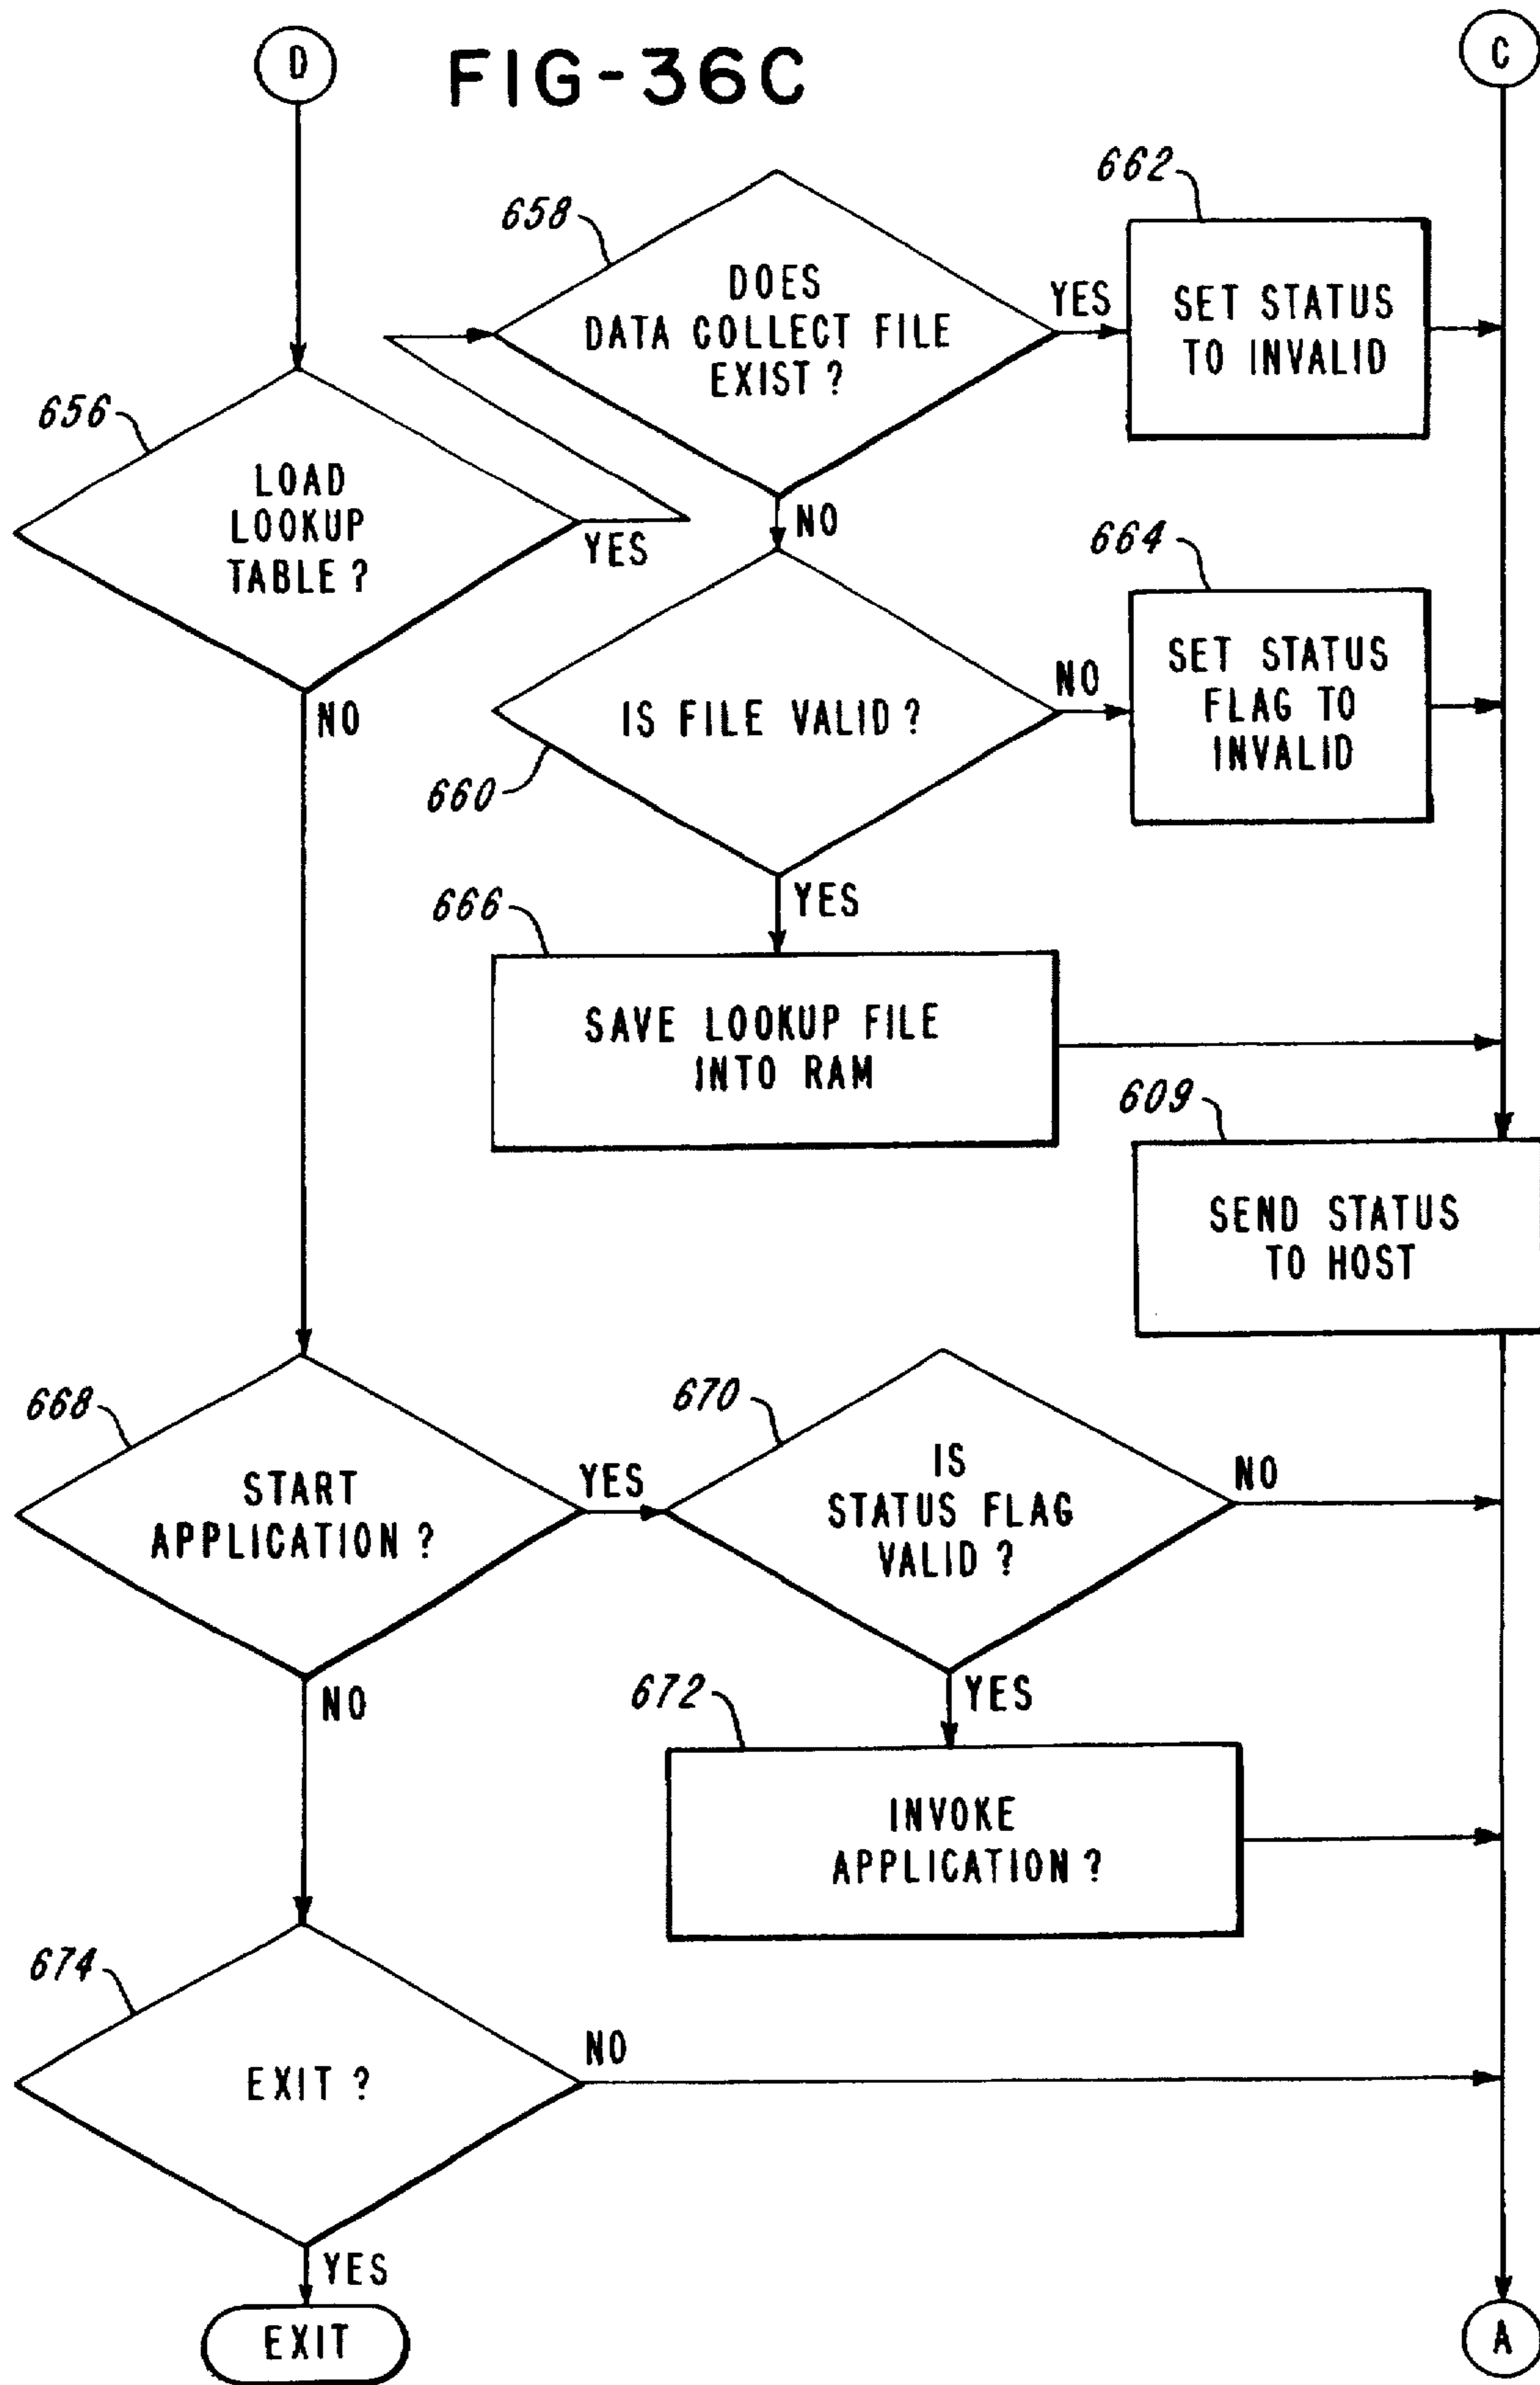 D
FIG-36C
C
662
658
DOES
DATA COLLECT FILE
EXIST ?
YES
SET STATUS
TO INVALID
656
LOAD
LOOKUP
TABLE ?
YES
NO
NO
664
IS FILE VALID ?
NO
SET STATUS
FLAG TO
INVALID
660
YES
666
SAVE LOOKUP FILE
INTO RAM
609
SEND STATUS
TO HOST
668
START
APPLICATION ?
YES
NO
670
IS
STATUS FLAG
VALID ?
NO
YES
672
INVOKE
APPLICATION ?
674
EXIT ?
NO
YES
EXIT
A